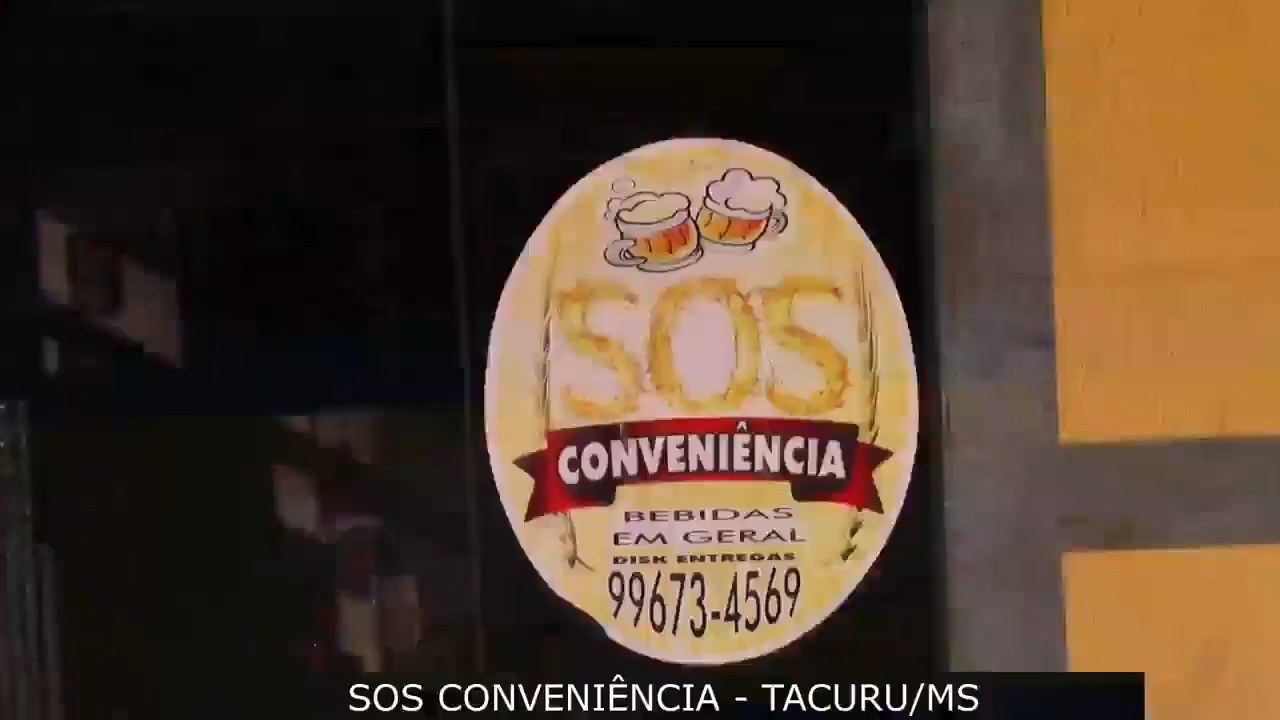 SOS
CONVENIÊNCIA
BEBIDAS
EM GERAL
DISK ENTREGAS
99673-4569
SOS CONVENIÊNCIA - TACURU/MS